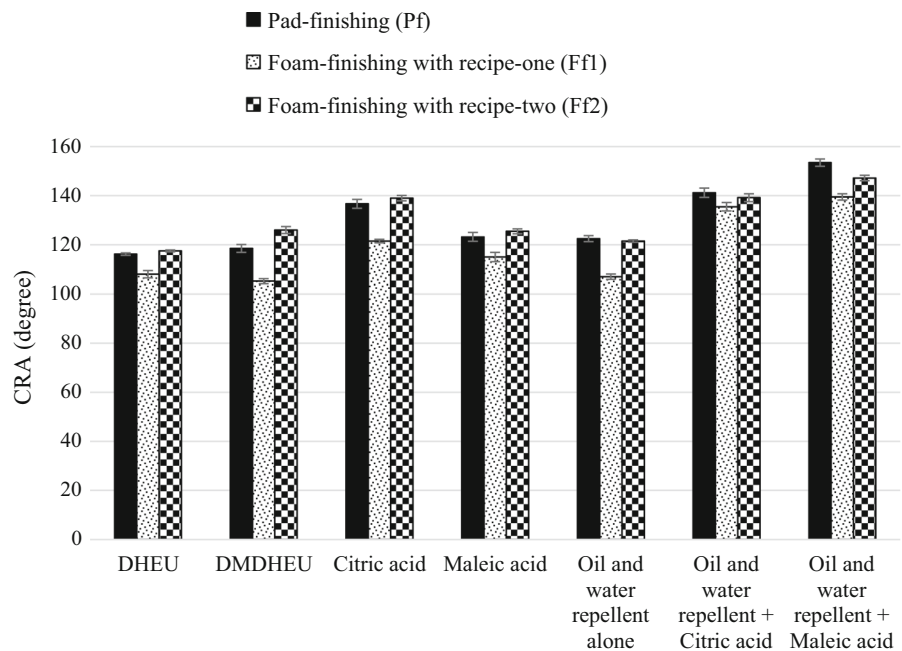 Pad-finishing (Pf)
Foam-finishing with recipe-one (Ff1)
Foam-finishing with recipe-two (Ff2)
CRA (degree)
160
140
120
100
80
60
40
20
0
DHEU
DMDHEU
Citric acid
Maleic acid
Oil and
water
repellent
alone
Oil and
water
repellent +
Citric acid
Oil and
water
repellent +
Maleic acid